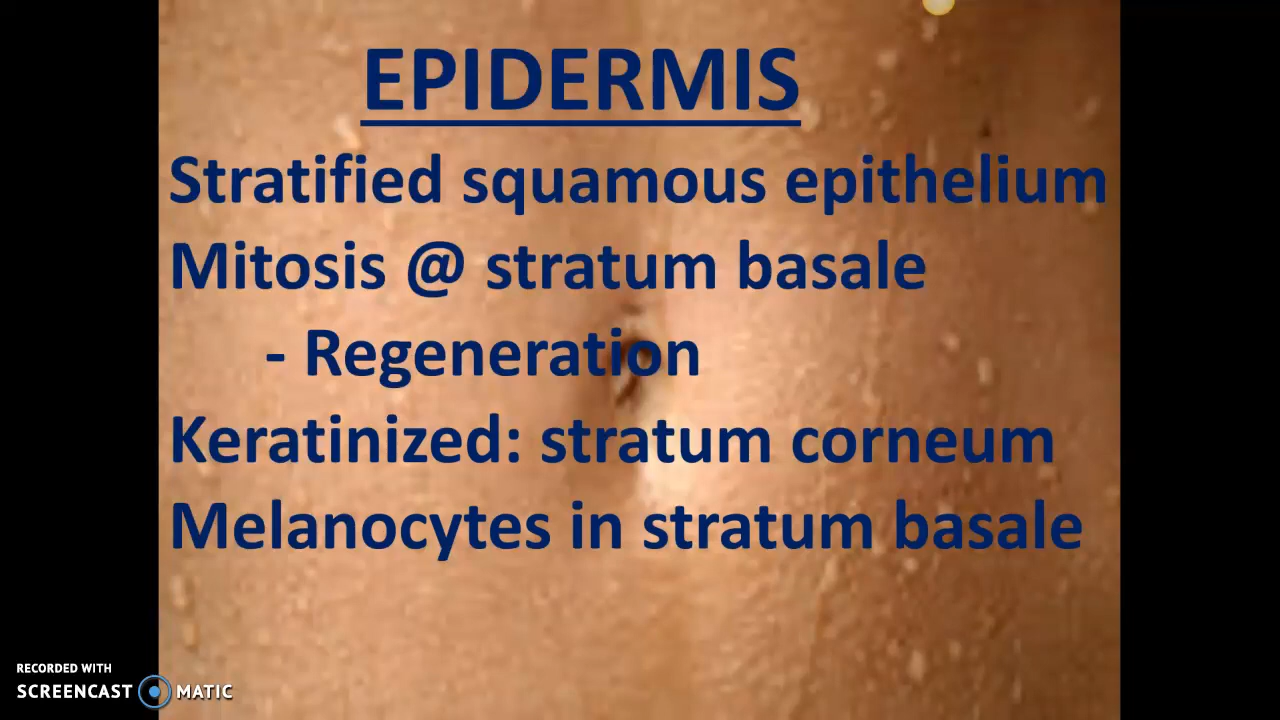 EPIDERMIS
Stratified squamous epithelium
Mitosis @ stratum basale
- Regeneration
Keratinized: stratum corneum
Melanocytes in stratum basale
RECORDED WITH
SCREENCAST MATIC